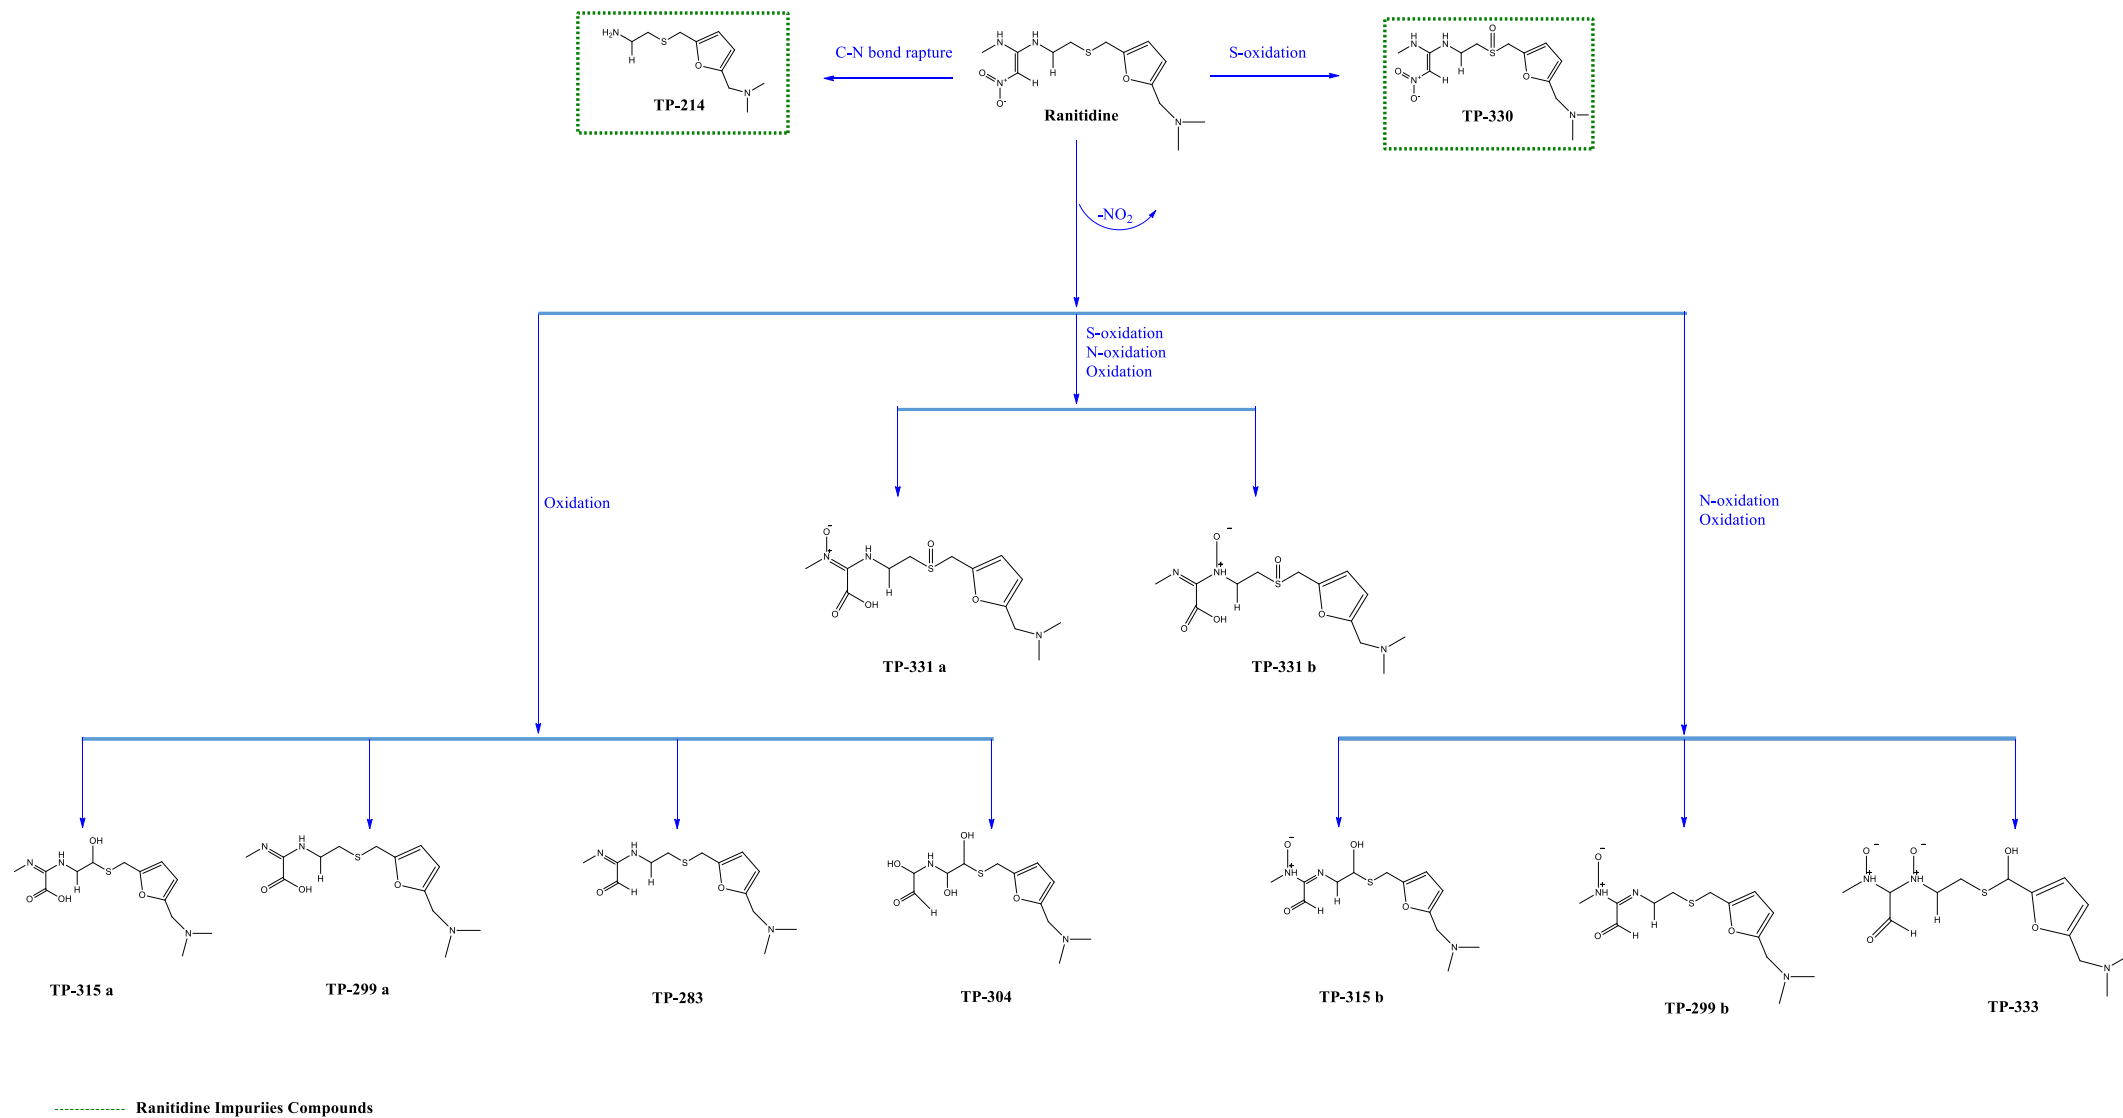 C-N bond rapture
S-oxidation
TP-214
Ranitidine
TP-330
-NO2
S-oxidation
N-oxidation
Oxidation
Oxidation
N-oxidation
Oxidation
TP-331 a
TP-331 b
TP-315 a
TP-299 a
TP-283
TP-304
TP-315 b
TP-299 b
TP-333
Ranitidine Impuriies Compounds